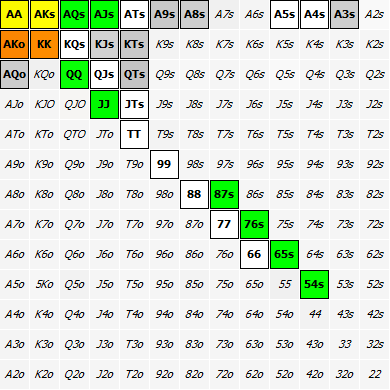 AA AKs AQs AJs ATs A9s A8s A7s A6s A5s A4s A3s A2s
AKo KK KQs KJs KTs K9s K8s K7s K6s K5s K4s K3s K2s
AQo KQo QQ QJs QTs Q9s Q8s Q7s Q6s Q5s Q4s Q3s Q2s
AJo KJO QJO JJ JTs J9s J8s J7s J6s J5s J4s J3s J2s
ATo KTo QTO JTo TT T9s T8s T7s T6s T5s T4s T3s T2s
A9o K9o Q9o J9o T9o 99 98s 97s 96s 95s 94s 93s 92s
A8o K8o Q8o J8o T8o 98o 88 87s 86s 85s 84s 83s 82s
A7o K7o Q7o J7o T7o 97o 87o 77 76s 75s 74s 73s 72s
A6o K6o Q6o J6o T6o 96o 86o 76o 66 65s 64s 63s 62s
A5o 5Ko Q5o J5o T5o 95o 85o 75o 65o 55 54s 53s 52s
A4o K4o Q4o J4o T4o 94o 84o 74o 64o 54o 44 43s 42s
A3o K3o Q3o J3o T3o 93o 83o 73o 63o 53o 43o 33 32s
A2o K2o Q2o J2o T2o 92o 82o 72o 62o 52o 42o 32o 22